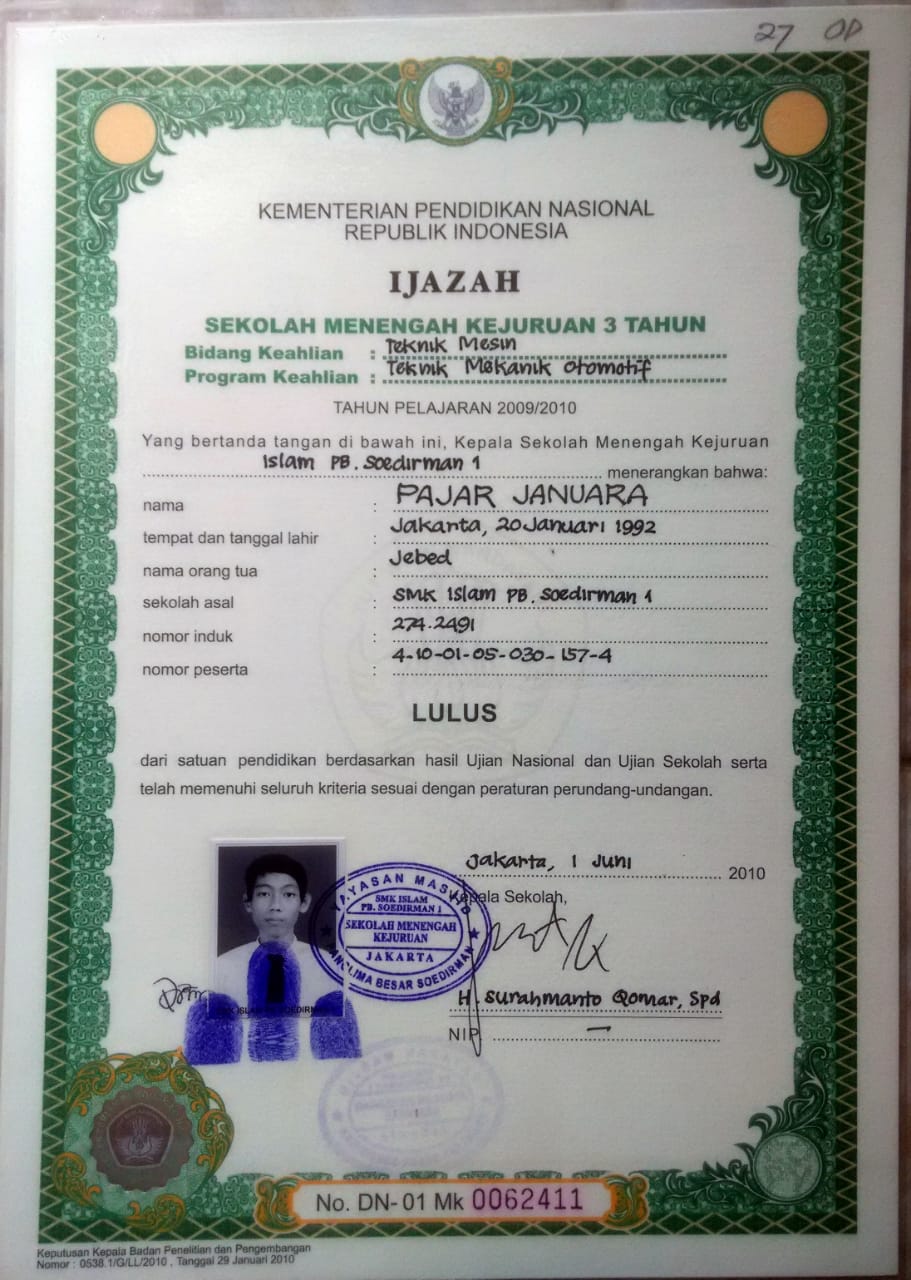 27 OD
KEMENTERIAN PENDIDIKAN NASIONAL
REPUBLIK INDONESIA
IJAZAH
SEKOLAH MENENGAH KEJURUAN 3 TAHUN
Bidang Keahlian : Teknik Mesin
Program Keahlian : Teknik Mekanik Otomotif
TAHUN PELAJARAN 2009/2010
Yang bertanda tangan di bawah ini, Kepala Sekolah Menengah Kejuruan
Islam PB. Soedirman 1 menerangkan bahwa:
nama : PAJAR JANUARA
tempat dan tanggal lahir : Jakarta, 20 Januari 1992
nama orang tua : Jebed
sekolah asal : SMK Islam PB. Soedirman 1
nomor induk : 274.2491
nomor peserta : 4-10-01-05-030-157-4
LULUS
dari satuan pendidikan berdasarkan hasil Ujian Nasional dan Ujian Sekolah serta
telah memenuhi seluruh kriteria sesuai dengan peraturan perundang-undangan.
Jakarta, 1 Juni 2010
Kepala Sekolah,
YAYASAN MASJID
SMK ISLAM
PB. SOEDIRMAN 1
SEKOLAH MENENGAH
KEJURUAN
JAKARTA
PANGLIMA BESAR SOEDIRMAN
H. Surahmanto Qomar, Spd
NIP. –
No. DN-01 Mk 0062411
Keputusan Kepala Badan Penelitian dan Pengembangan
Nomor : 0538.1/G/LL/2010 , Tanggal 29 Januari 2010